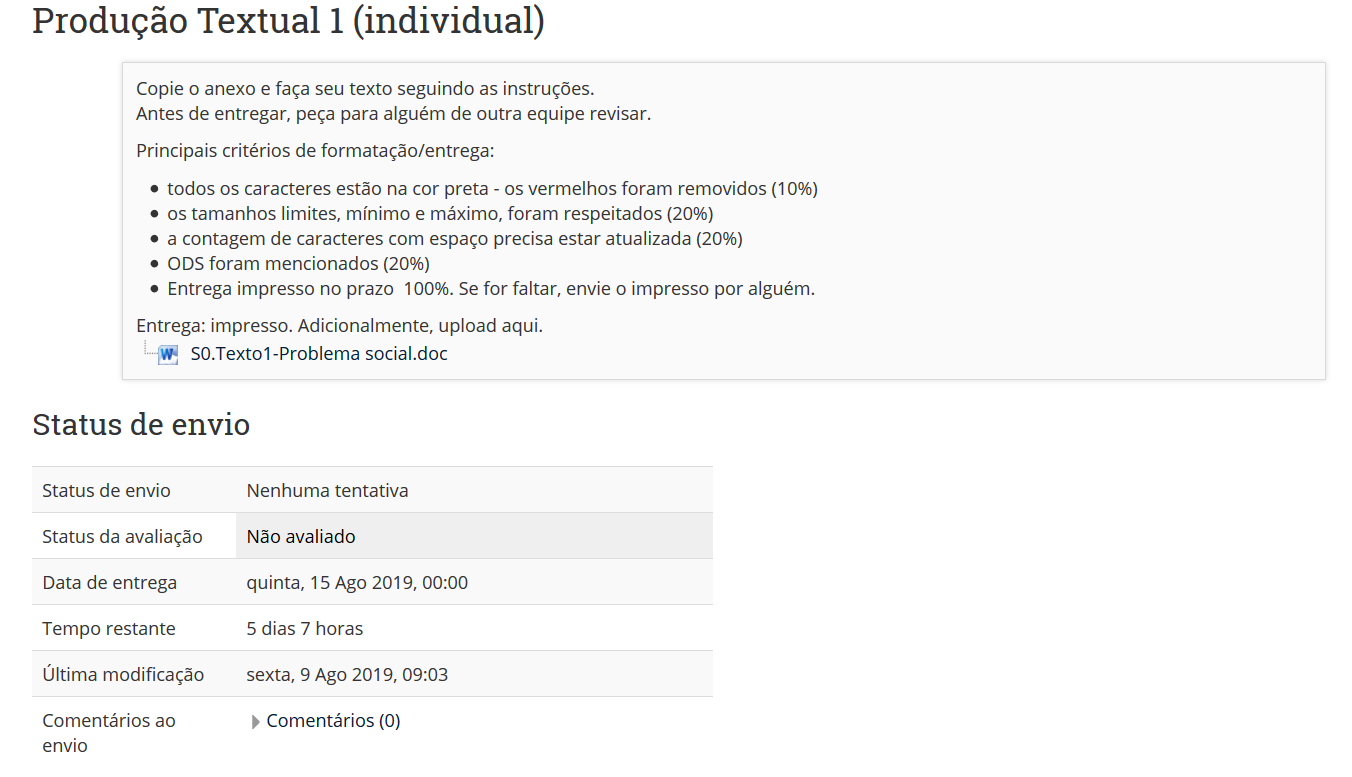 Produção Textual 1 (individual)
Copie o anexo e faça seu texto seguindo as instruções.
Antes de entregar, peça para alguém de outra equipe revisar.
Principais critérios de formatação/entrega:
• todos os caracteres estão na cor preta - os vermelhos foram removidos (10%)
• os tamanhos limites, mínimo e máximo, foram respeitados (20%)
• a contagem de caracteres com espaço precisa estar atualizada (20%)
• ODS foram mencionados (20%)
• Entrega impresso no prazo  100%. Se for faltar, envie o impresso por alguém.
Entrega: impresso. Adicionalmente, upload aqui.
S0.Texto1-Problema social.doc
Status de envio
Status de envio Nenhuma tentativa
Status da avaliação Não avaliado
Data de entrega quinta, 15 Ago 2019, 00:00
Tempo restante 5 dias 7 horas
Última modificação sexta, 9 Ago 2019, 09:03
Comentários ao Comentários (0)
envio